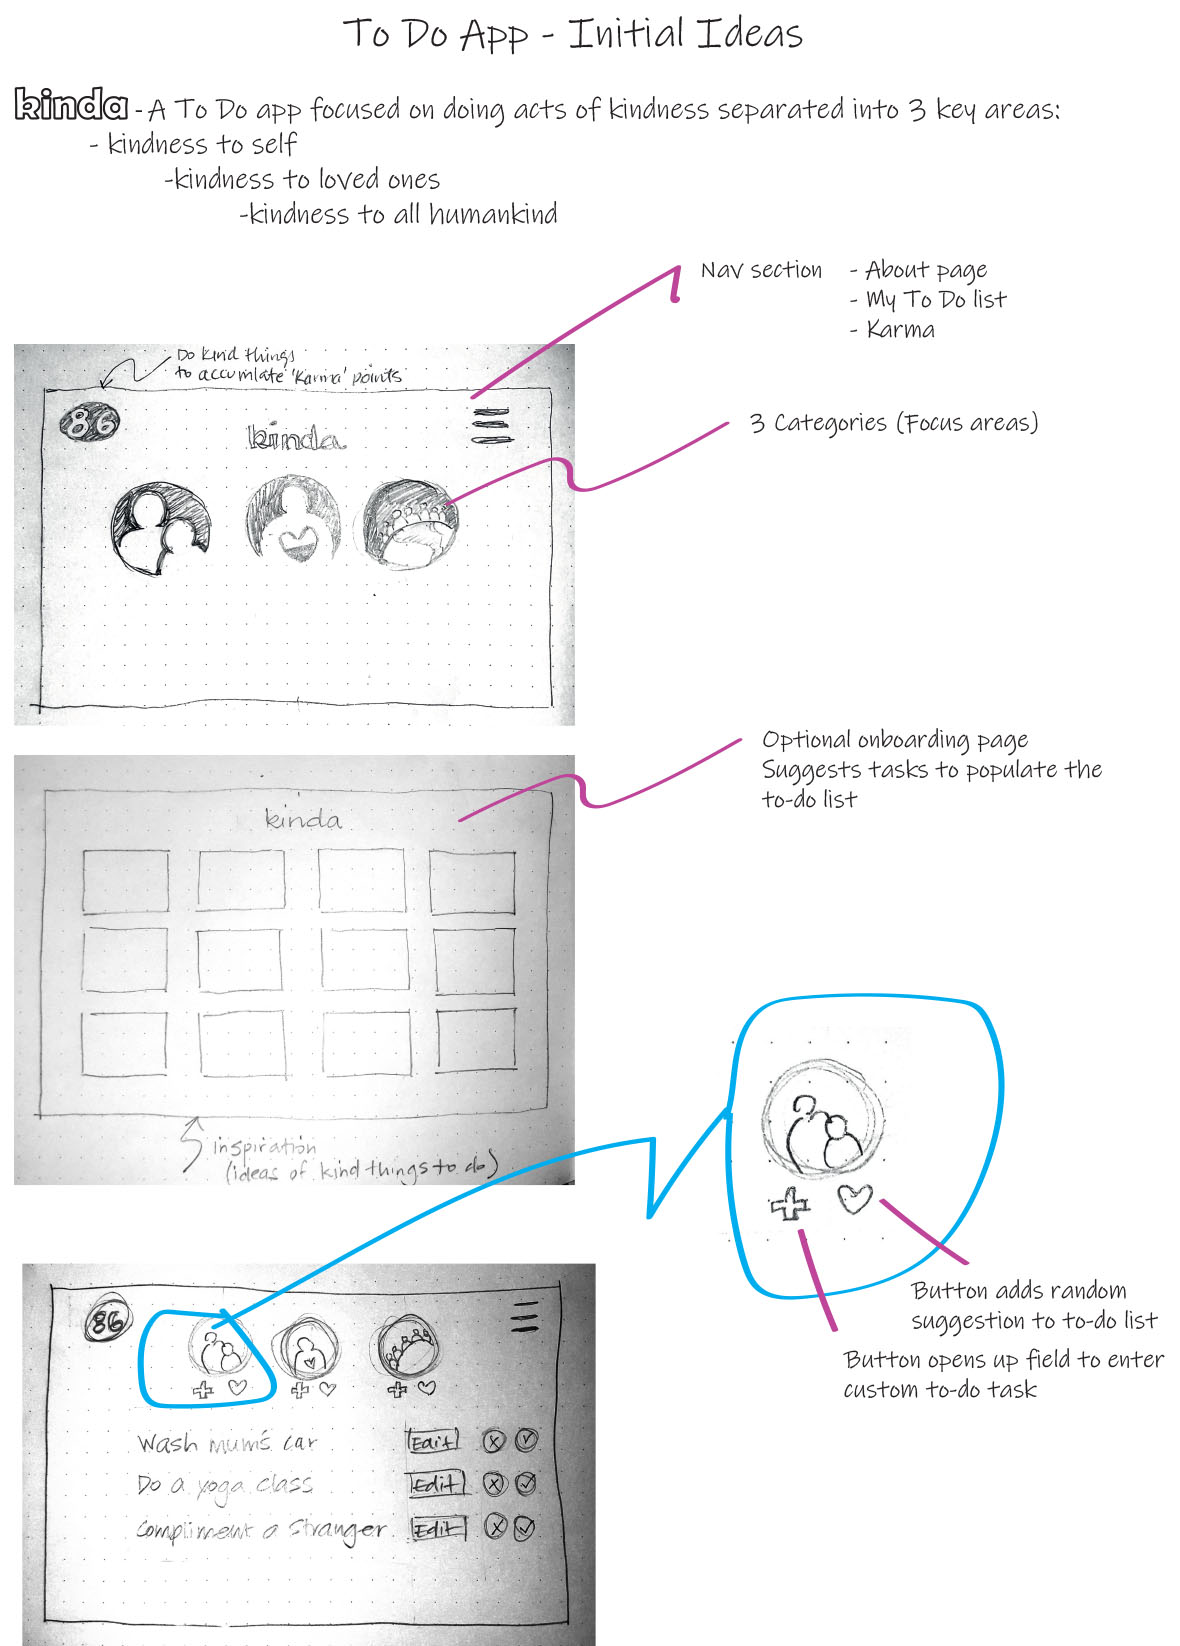 To Do App - Initial Ideas
kinda - A To Do app focused on doing acts of kindness separated into 3 key areas:
- kindness to self
-kindness to loved ones
-kindness to all humankind
Nav section - About page
- My To Do list
- Karma
Do kind things
to accumlate 'Karma' points
86
kinda
3 Categories (Focus areas)
Optional onboarding page
Suggests tasks to populate the
to-do list
kinda
inspiration
(ideas of kind things to do)
Button adds random
suggestion to to-do list
Button opens up field to enter
custom to-do task
86
Wash mum's car Edit X ✓
Do a yoga class Edit X ✓
Compliment a Stranger Edit X ✓